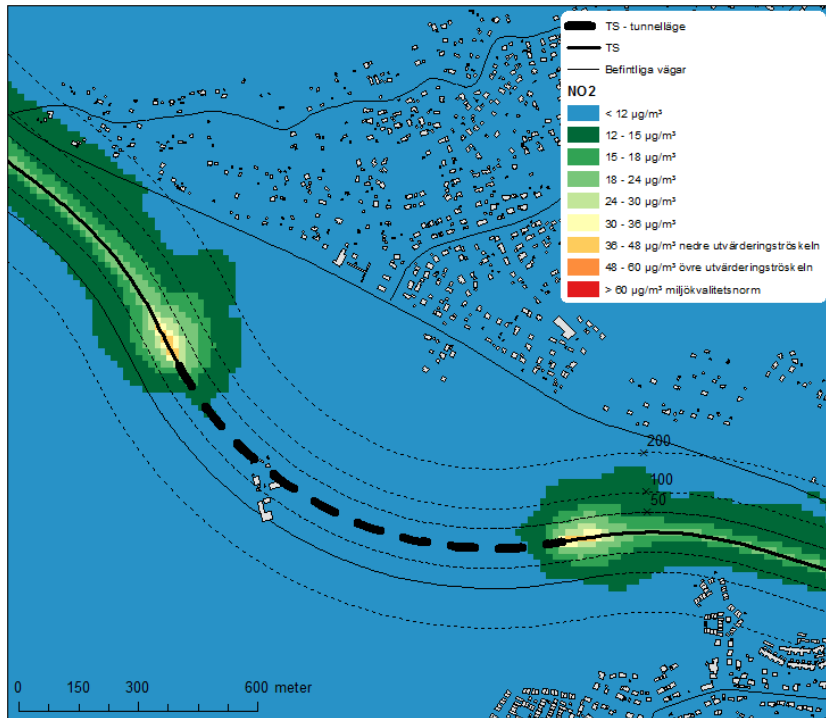 TS - tunnelläge
TS
Befintliga vägar
NO2
< 12 µg/m³
12 - 15 µg/m³
15 - 18 µg/m³
18 - 24 µg/m³
24 - 30 µg/m³
30 - 36 µg/m³
36 - 48 µg/m³ nedre utvärderingströskeln
48 - 60 µg/m³ övre utvärderingströskeln
> 60 µg/m³ miljökvalitetsnorm
200
100
50
0 150 300 600 meter